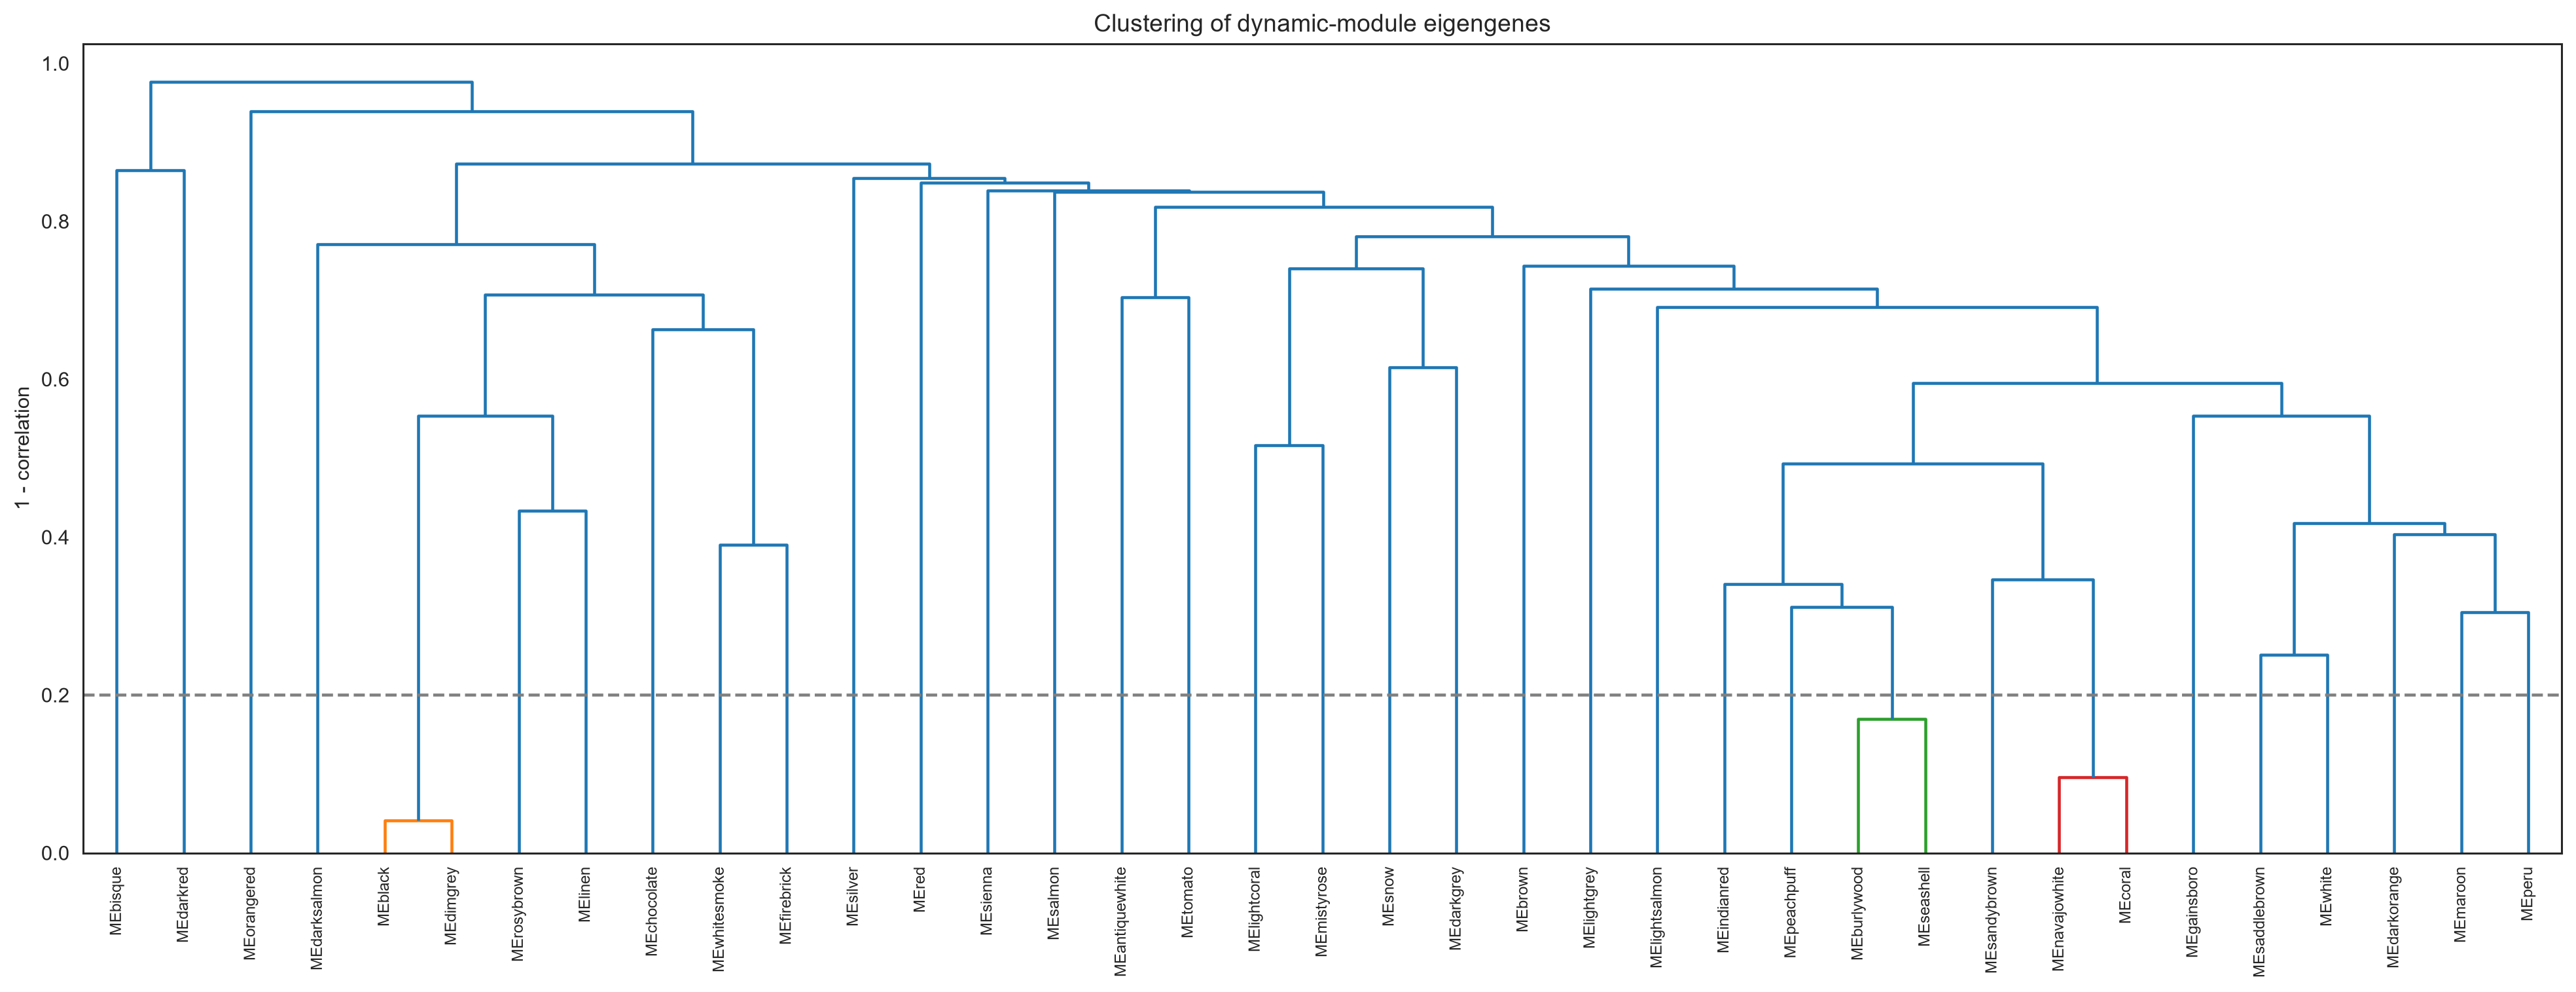 Clustering of dynamic-module eigengenes
1 - correlation
1.0
0.8
0.6
0.4
0.2
0.0
MEbisque
MEdarkred
MEorangered
MEdarksalmon
MEblack
MEdimgrey
MErosybrown
MElinen
MEchocolate
MEwhitesmoke
MEfirebrick
MEsilver
MEred
MEsienna
MEsalmon
MEantiquewhite
MEtomato
MElightcoral
MEmistyrose
MEsnow
MEdarkgrey
MEbrown
MElightgrey
MElightsalmon
MEindianred
MEpeachpuff
MEburlywood
MEseashell
MEsandybrown
MEnavajowhite
MEcoral
MEgainsboro
MEsaddlebrown
MEwhite
MEdarkorange
MEmaroon
MEperu